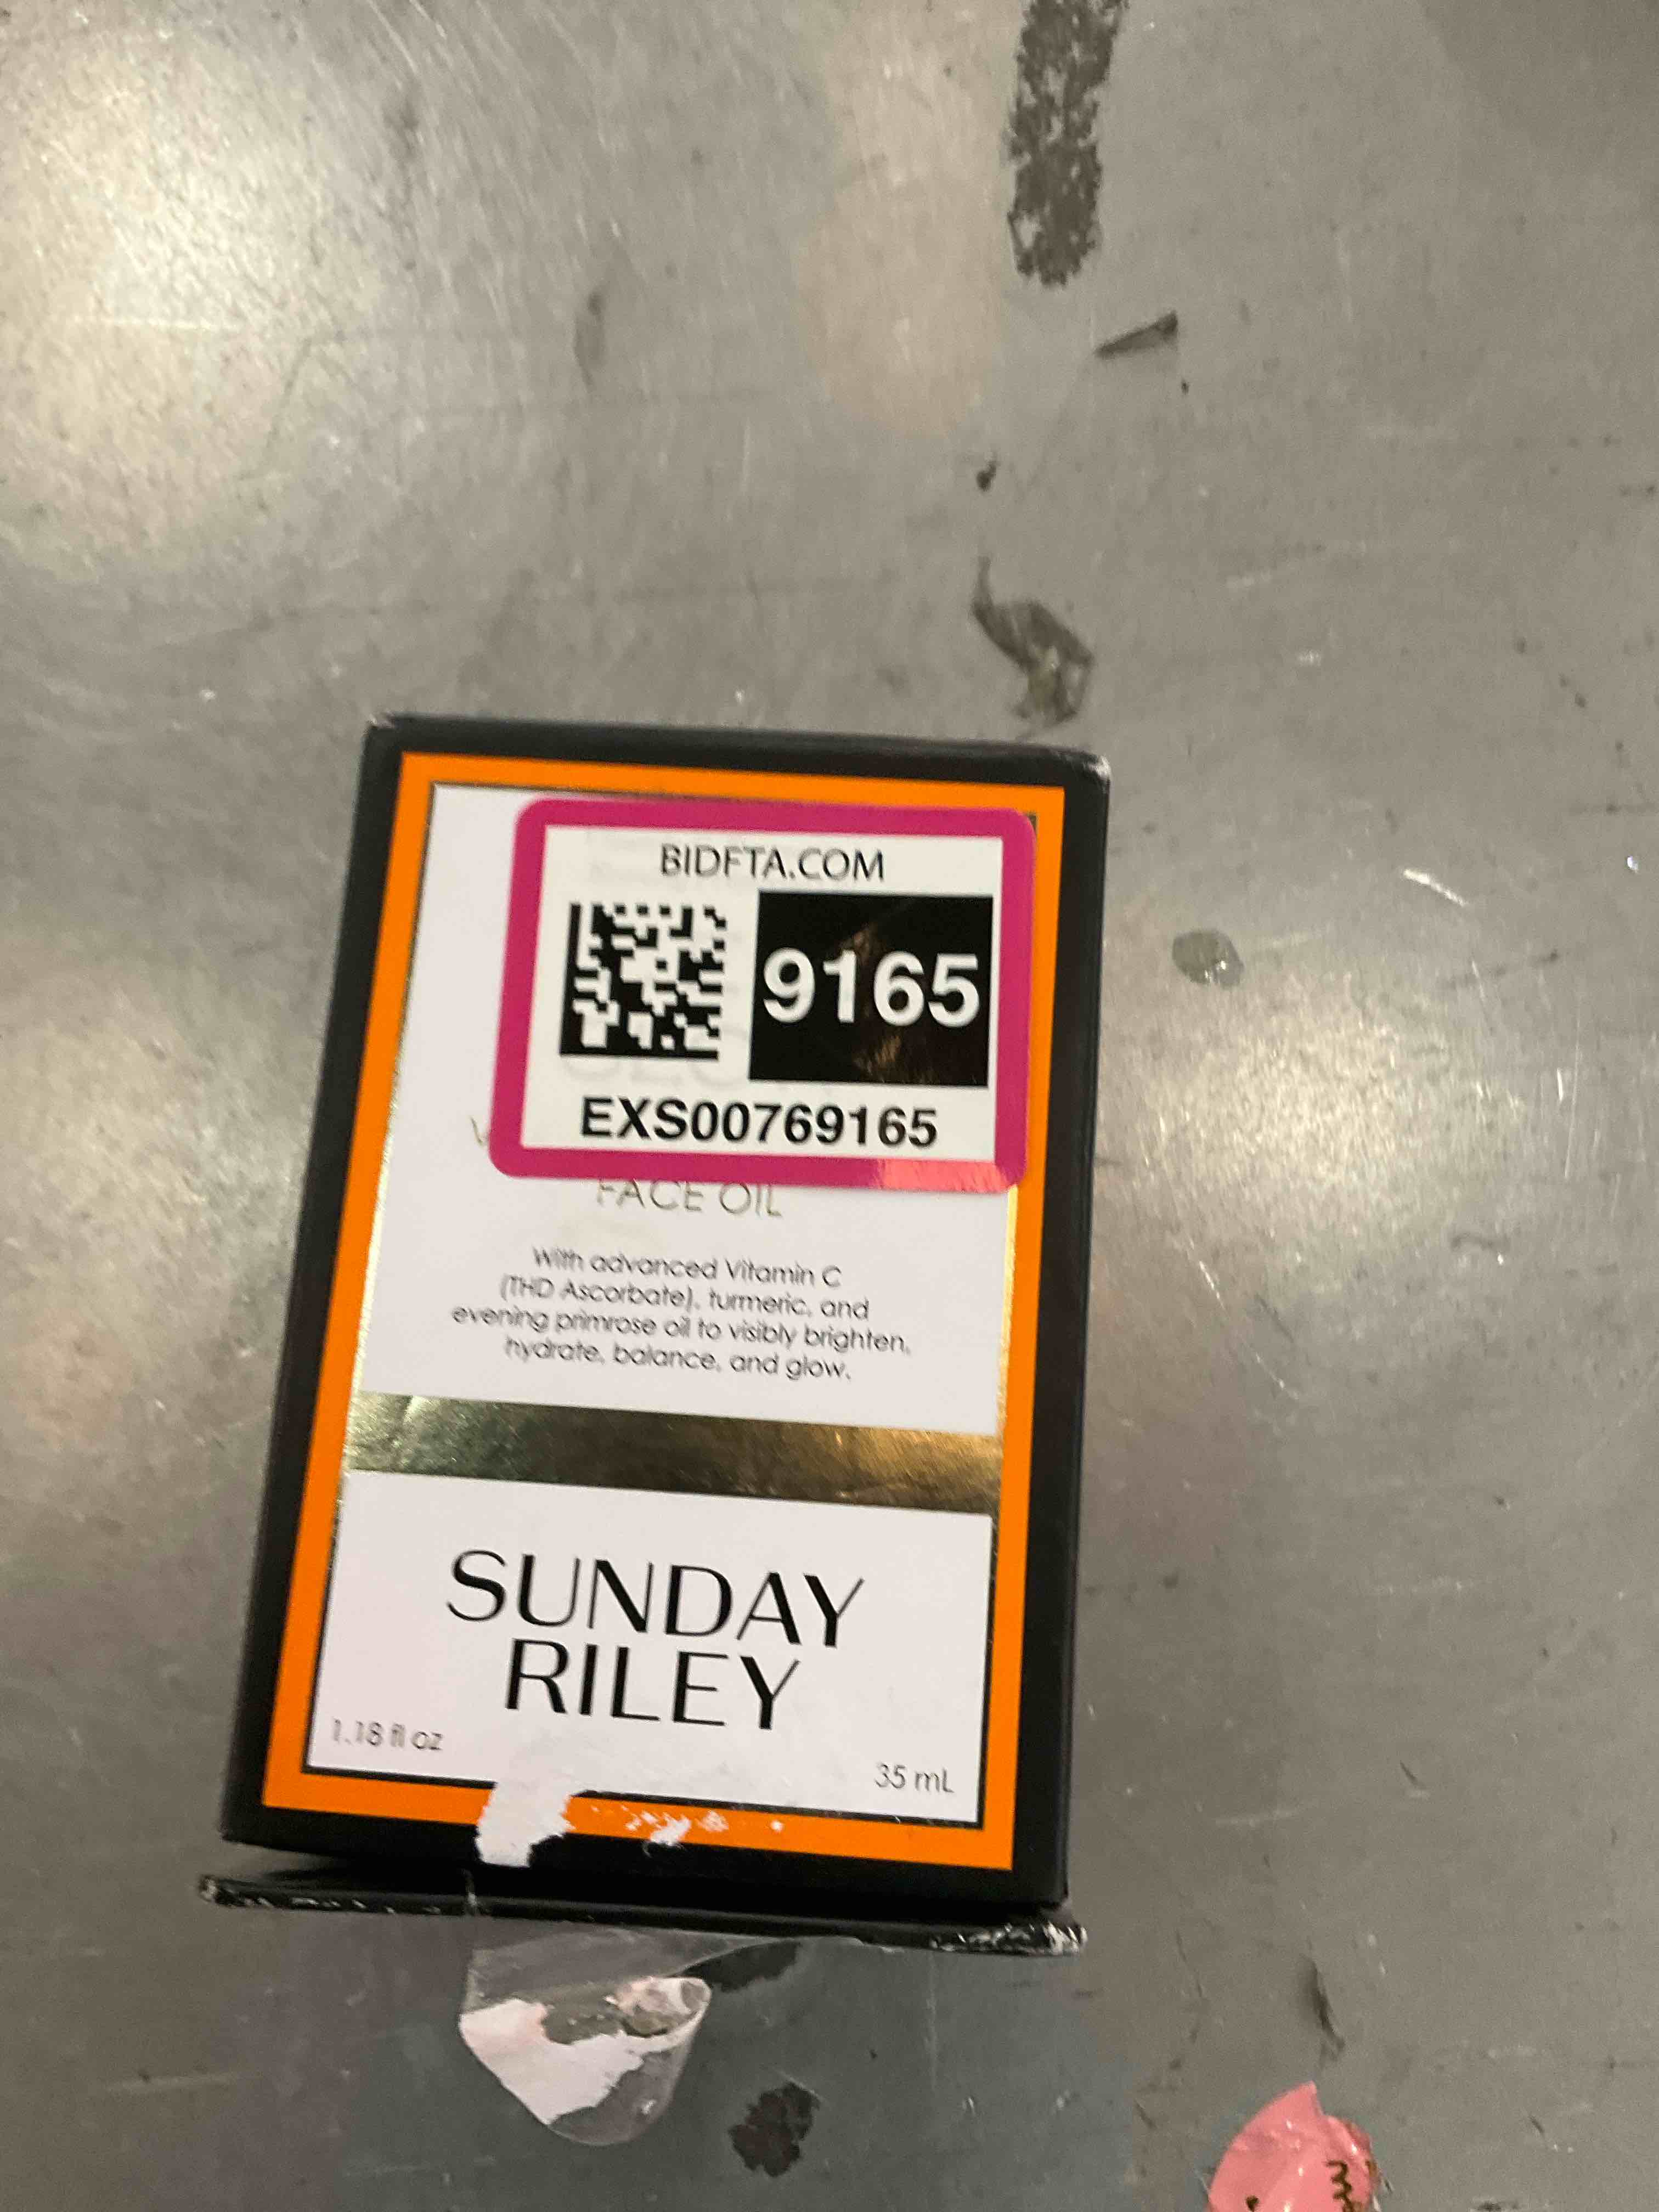 BIDFTA.COM
9165
EXS00769165
FACE OIL
With advanced Vitamin C
(THD Ascorbate), turmeric, and
evening primrose oil to visibly brighten,
hydrate, balance, and glow.
SUNDAY
RILEY
1.18 fl oz
35 mL